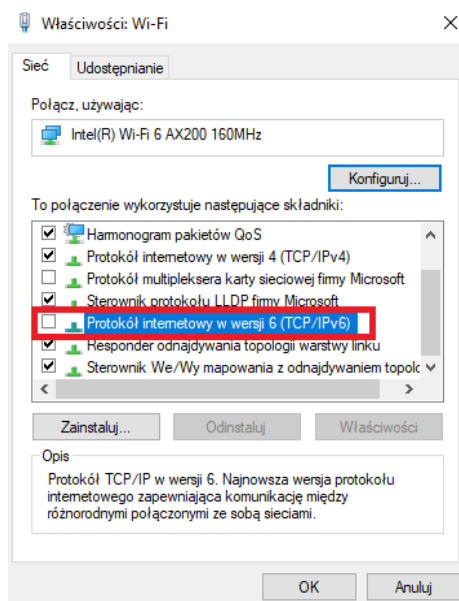 Właściwości: Wi-Fi
Sieć
Udostępnianie
Połącz, używając:
Intel(R) Wi-Fi 6 AX200 160MHz
Konfiguruj...
To połączenie wykorzystuje następujące składniki:
Harmonogram pakietów QoS
Protokół internetowy w wersji 4 (TCP/IPv4)
Protokół multipleksera karty sieciowej firmy Microsoft
Sterownik protokołu LLDP firmy Microsoft
Protokół internetowy w wersji 6 (TCP/IPv6)
Responder odnajdywania topologii warstwy linku
Sterownik We/Wy mapowania z odnajdywaniem topolc
Zainstaluj...
Odinstaluj
Właściwości
Opis
Protokół TCP/IP w wersji 6. Najnowsza wersja protokołu
internetowego zapewniająca komunikację między
różnorodnymi połączonymi ze sobą sieciami.
OK
Anuluj